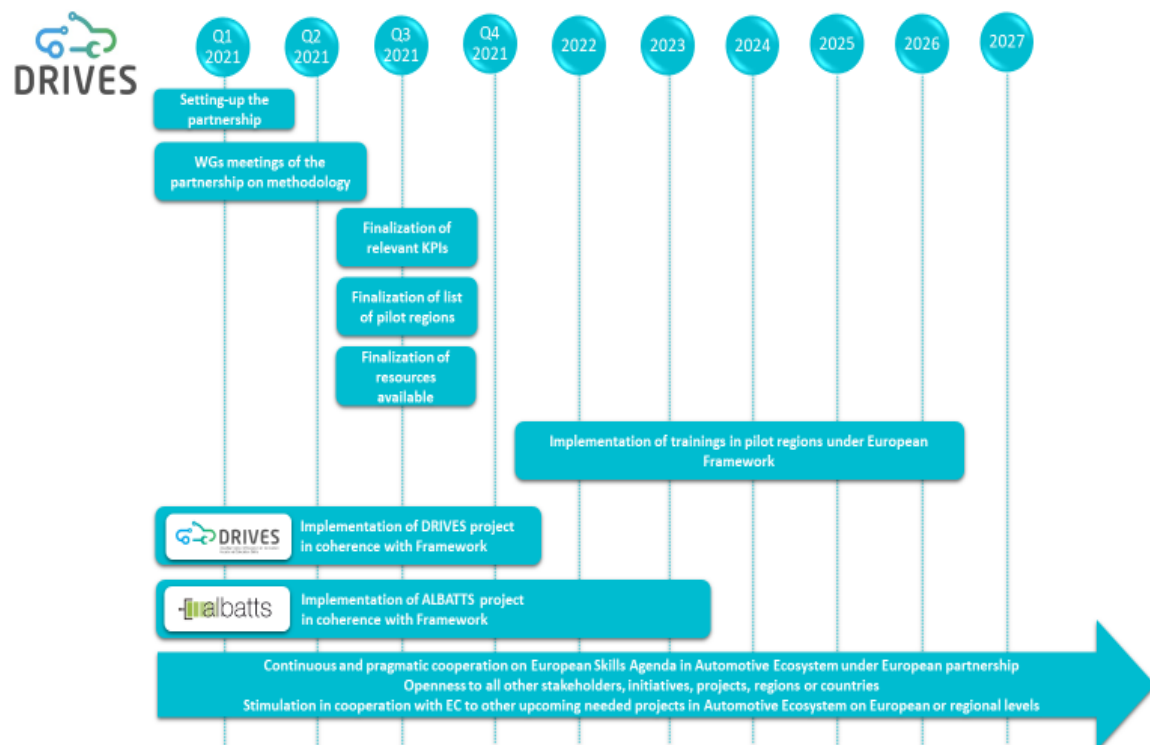 DRIVES
Q1
2021
Q2
2021
Q3
2021
Q4
2021
2022
2023
2024
2025
2026
2027
Setting-up the
partnership
WGs meetings of the
partnership on methodology
Finalization of
relevant KPIs
Finalization of list
of pilot regions
Finalization of
resources
available
Implementation of trainings in pilot regions under European
Framework
DRIVES
Implementation of DRIVES project
in coherence with Framework
albatts
Implementation of ALBATTS project
in coherence with Framework
Continuous and pragmatic cooperation on European Skills Agenda in Automotive Ecosystem under European partnership
Openness to all other stakeholders, initiatives, projects, regions or countries
Stimulation in cooperation with EC to other upcoming needed projects in Automotive Ecosystem on European or regional levels